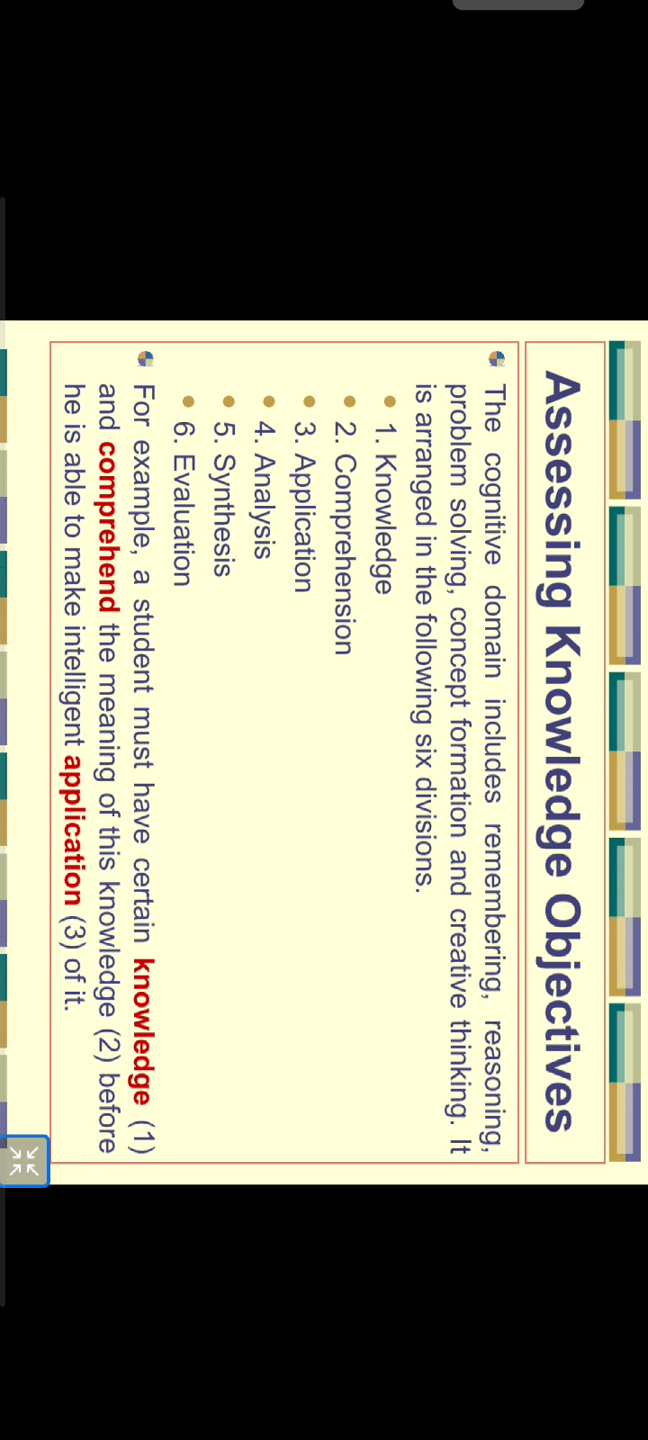 Assessing Knowledge Objectives
The cognitive domain includes remembering, reasoning,
problem solving, concept formation and creative thinking. It
is arranged in the following six divisions.
1. Knowledge
2. Comprehension
3. Application
4. Analysis
5. Synthesis
6. Evaluation
For example, a student must have certain knowledge (1)
and comprehend the meaning of this knowledge (2) before
he is able to make intelligent application (3) of it.